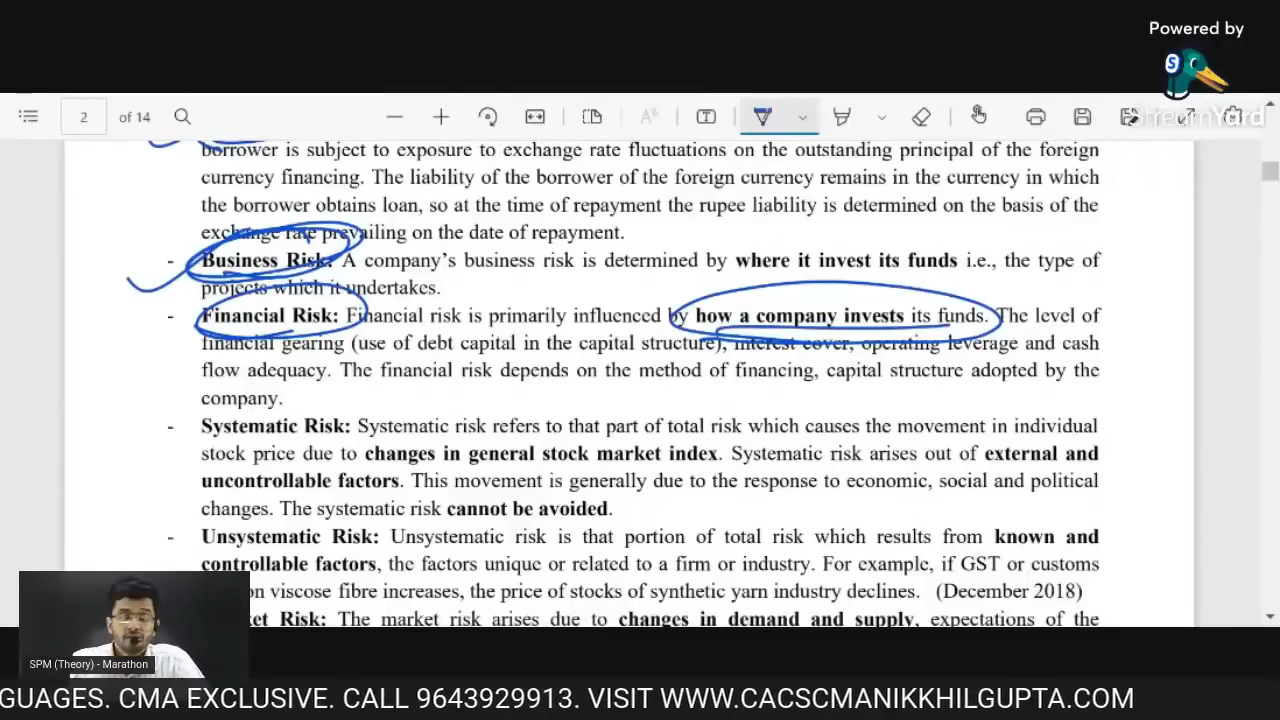 Powered by
S
2 of 14
StreamYard
borrower is subject to exposure to exchange rate fluctuations on the outstanding principal of the foreign
currency financing. The liability of the borrower of the foreign currency remains in the currency in which
the borrower obtains loan, so at the time of repayment the rupee liability is determined on the basis of the
exchange rate prevailing on the date of repayment.
- Business Risk: A company's business risk is determined by where it invest its funds i.e., the type of
projects which it undertakes.
- Financial Risk: Financial risk is primarily influenced by how a company invests its funds. The level of
financial gearing (use of debt capital in the capital structure), interest cover, operating leverage and cash
flow adequacy. The financial risk depends on the method of financing, capital structure adopted by the
company.
- Systematic Risk: Systematic risk refers to that part of total risk which causes the movement in individual
stock price due to changes in general stock market index. Systematic risk arises out of external and
uncontrollable factors. This movement is generally due to the response to economic, social and political
changes. The systematic risk cannot be avoided.
- Unsystematic Risk: Unsystematic risk is that portion of total risk which results from known and
controllable factors, the factors unique or related to a firm or industry. For example, if GST or customs
on viscose fibre increases, the price of stocks of synthetic yarn industry declines. (December 2018)
Risk: The market risk arises due to changes in demand and supply, expectations of the
SPM (Theory) - Marathon
GUAGES. CMA EXCLUSIVE. CALL 9643929913. VISIT WWW.CACSCMANIKKHILGUPTA.COM